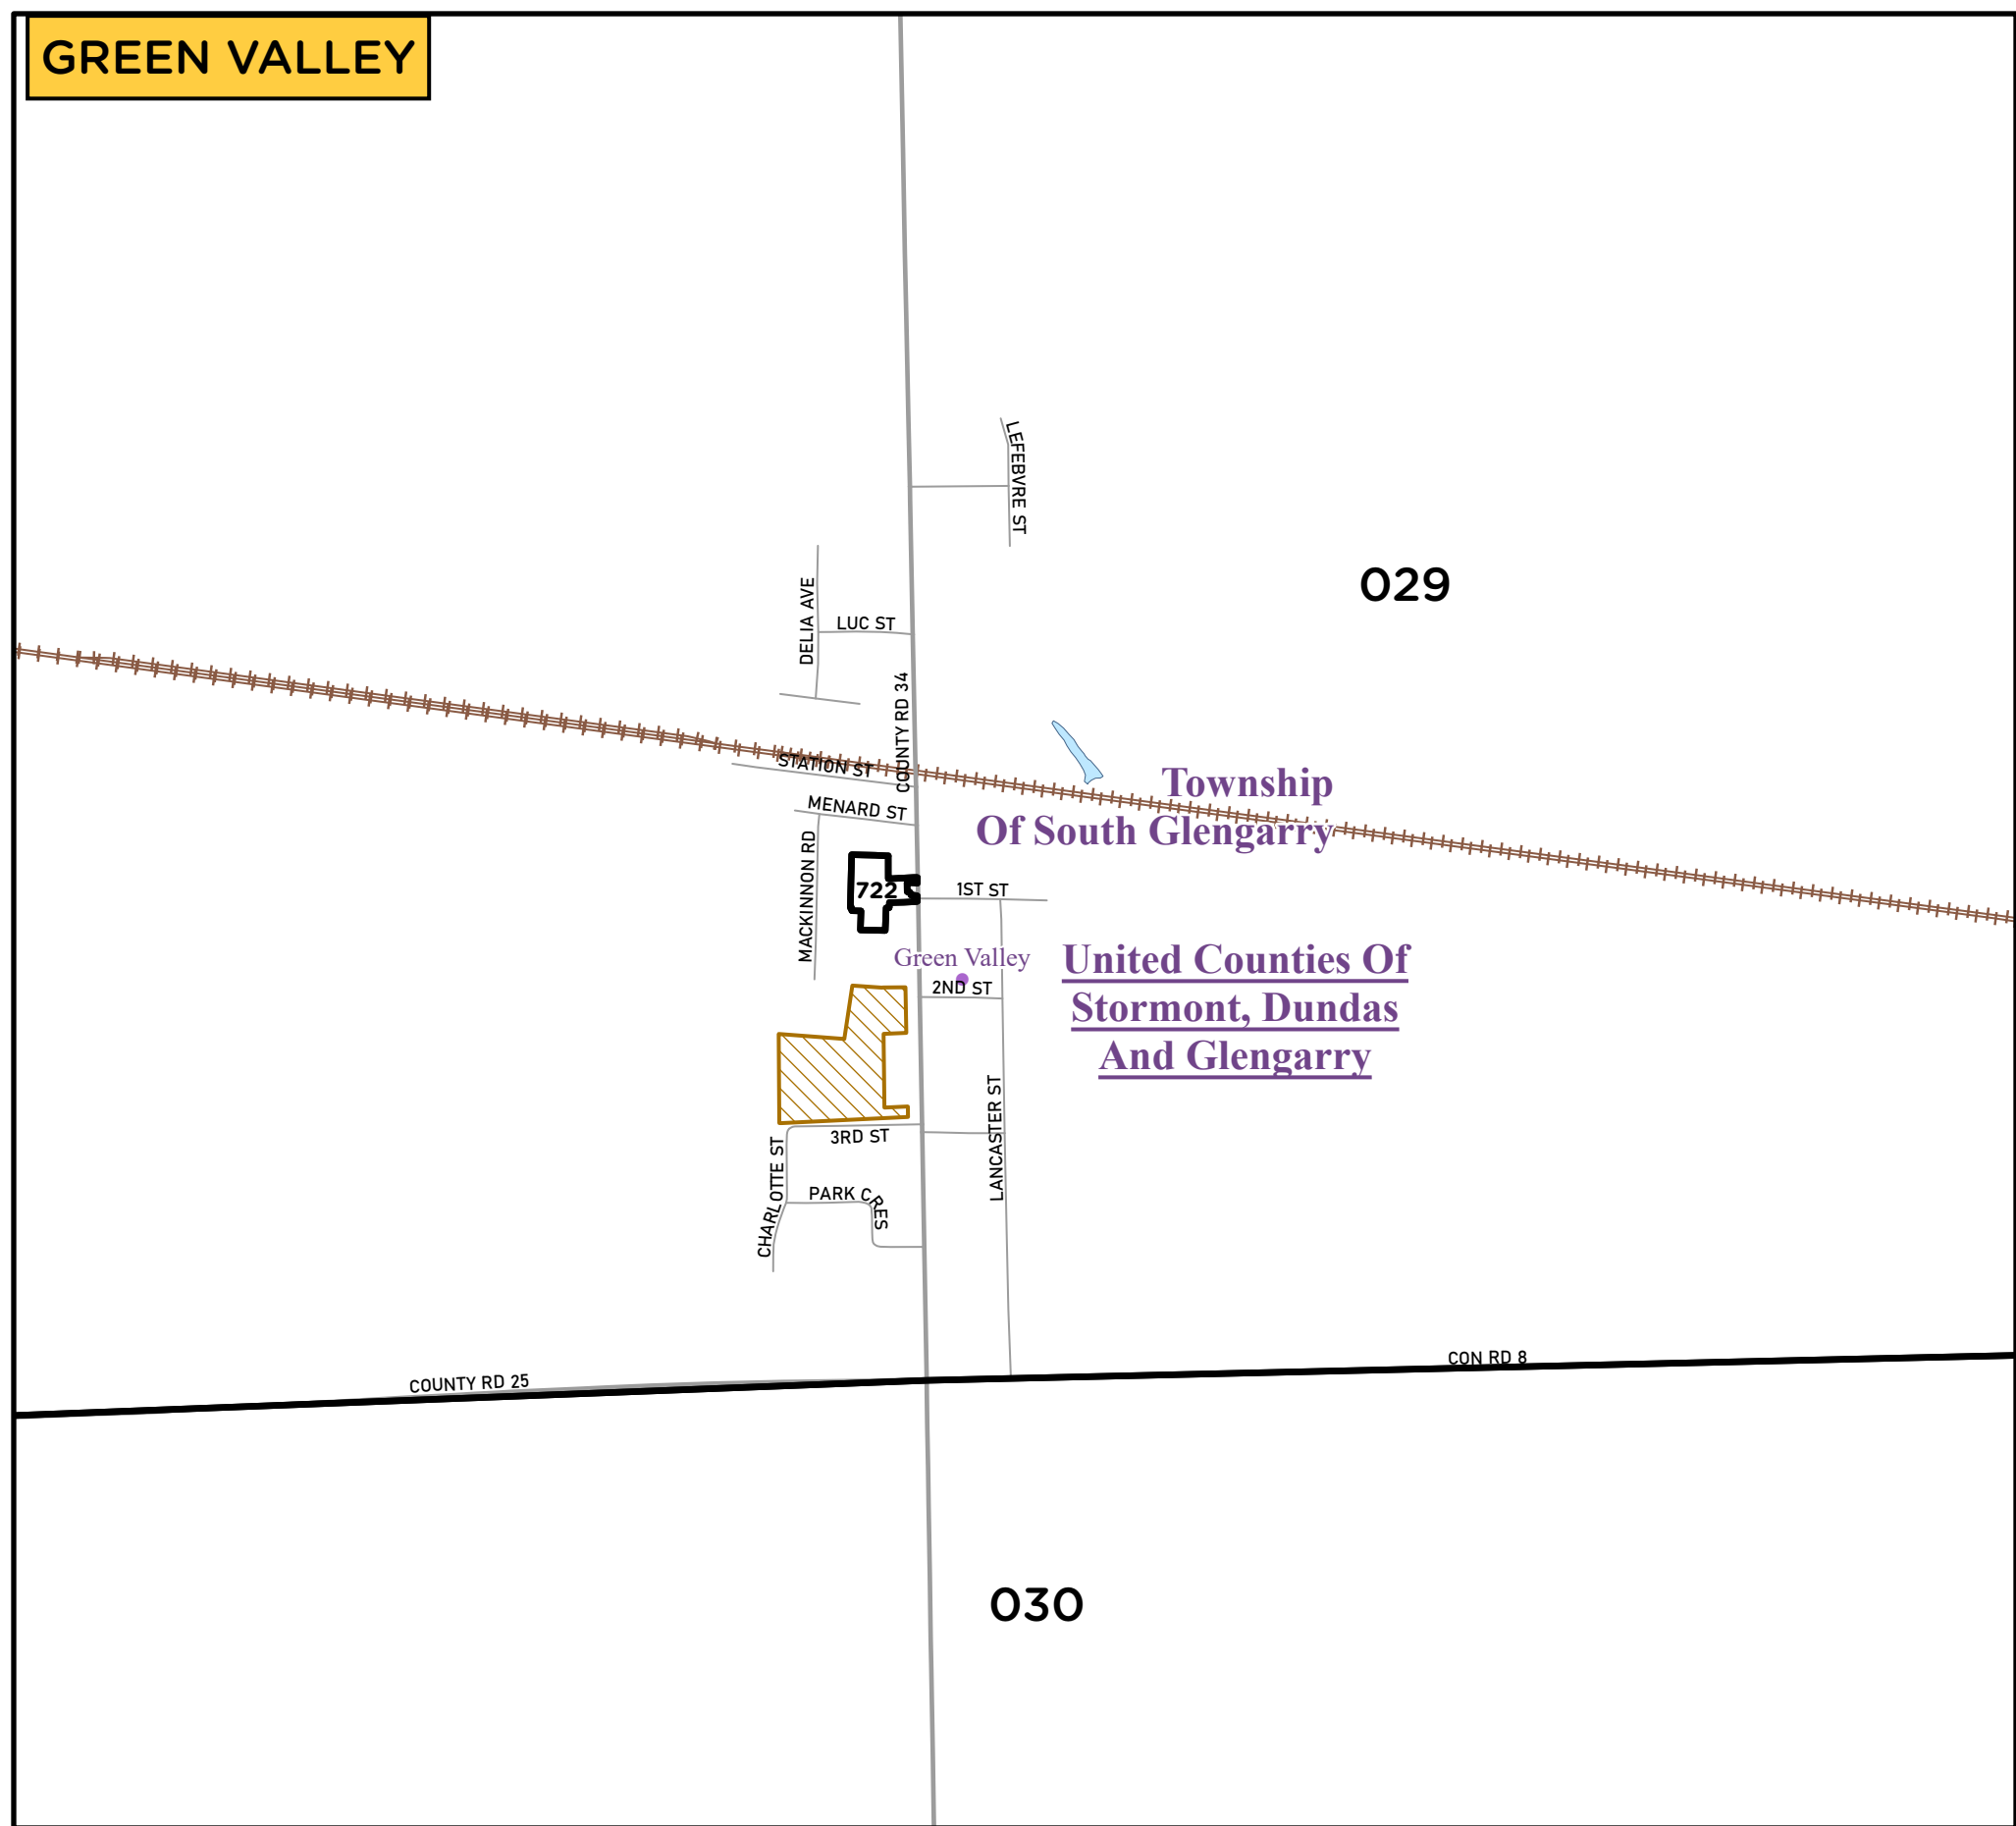 GREEN VALLEY
LEFEBVRE ST
029
DELIA AVE
LUC ST
COUNTY RD 34
STATION ST
Township
Of South Glengarry
MENARD ST
MACKINNON RD
722
1ST ST
Green Valley
United Counties Of
Stormont, Dundas
And Glengarry
2ND ST
LANCASTER ST
3RD ST
CHARLOTTE ST
PARK CRES
COUNTY RD 25
CON RD 8
030